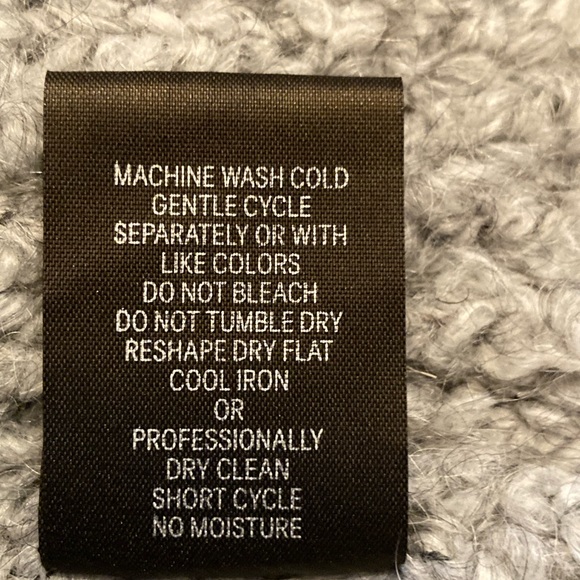 MACHINE WASH COLD
GENTLE CYCLE
SEPARATELY OR WITH
LIKE COLORS
DO NOT BLEACH
DO NOT TUMBLE DRY
RESHAPE DRY FLAT
COOL IRON
OR
PROFESSIONALLY
DRY CLEAN
SHORT CYCLE
NO MOISTURE